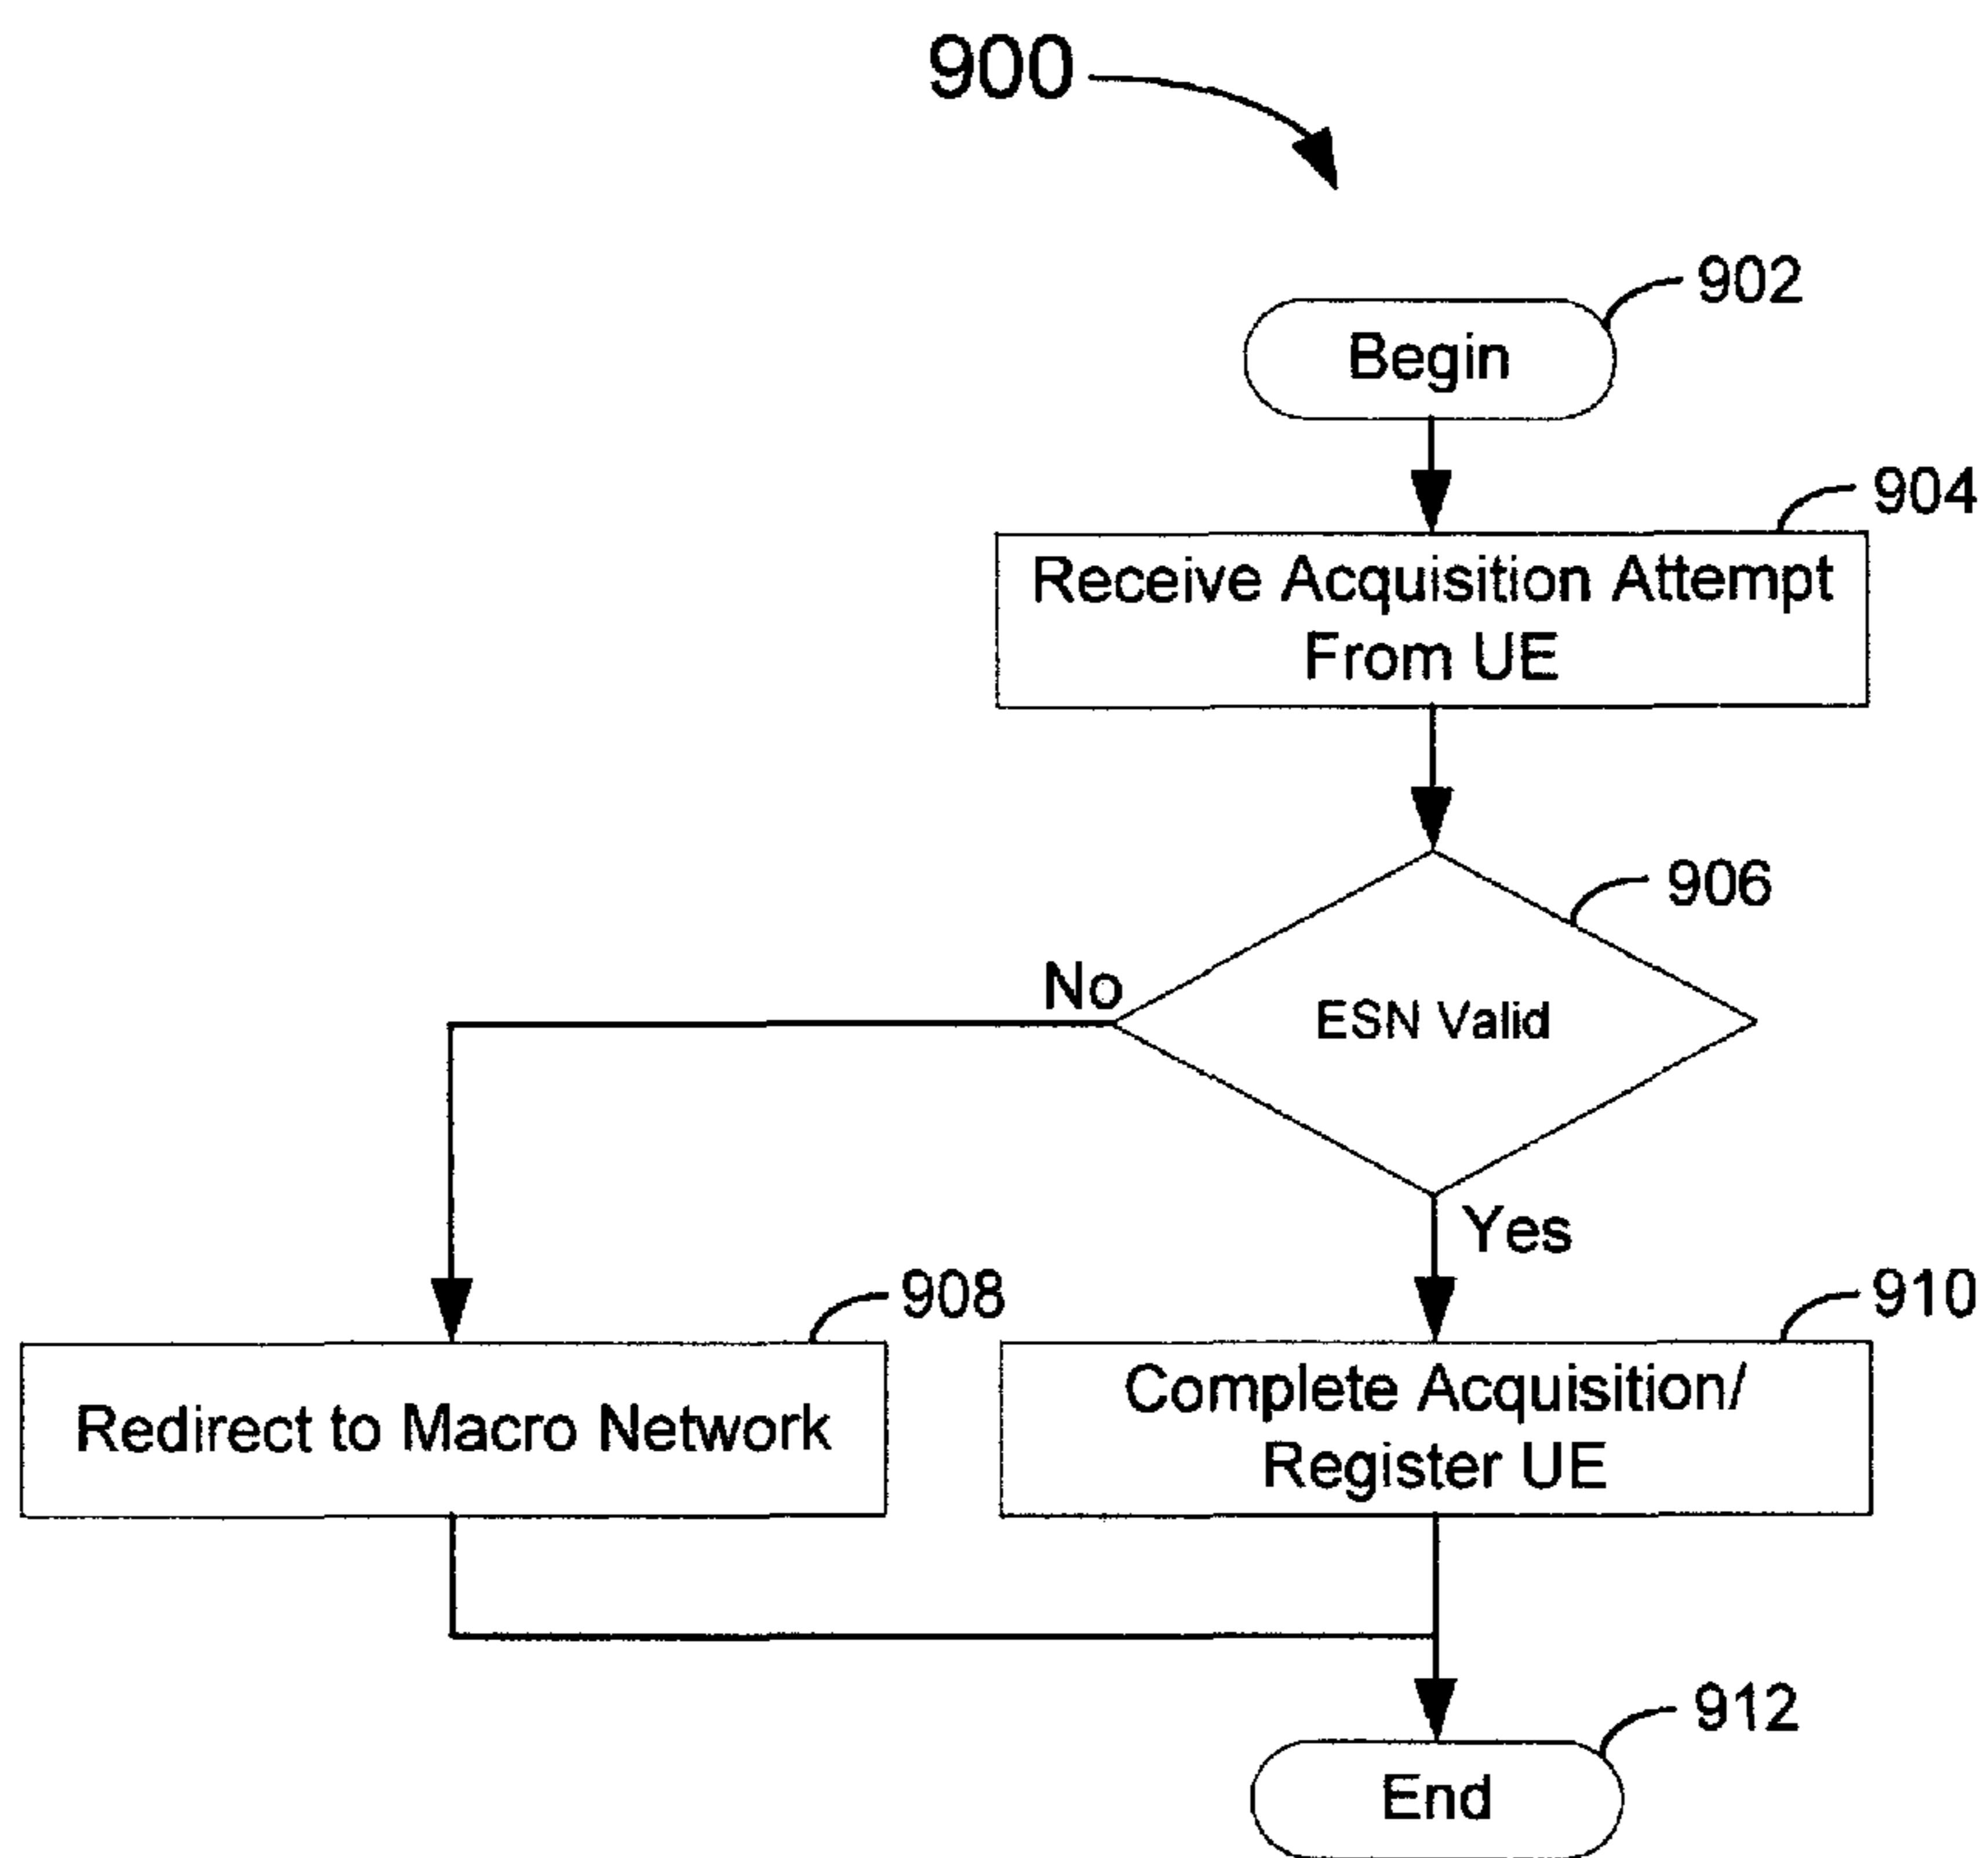 900
902
Begin
904
Receive Acquisition Attempt
From UE
906
No
ESN Valid
Yes
908
910
Redirect to Macro Network
Complete Acquisition/
Register UE
912
End